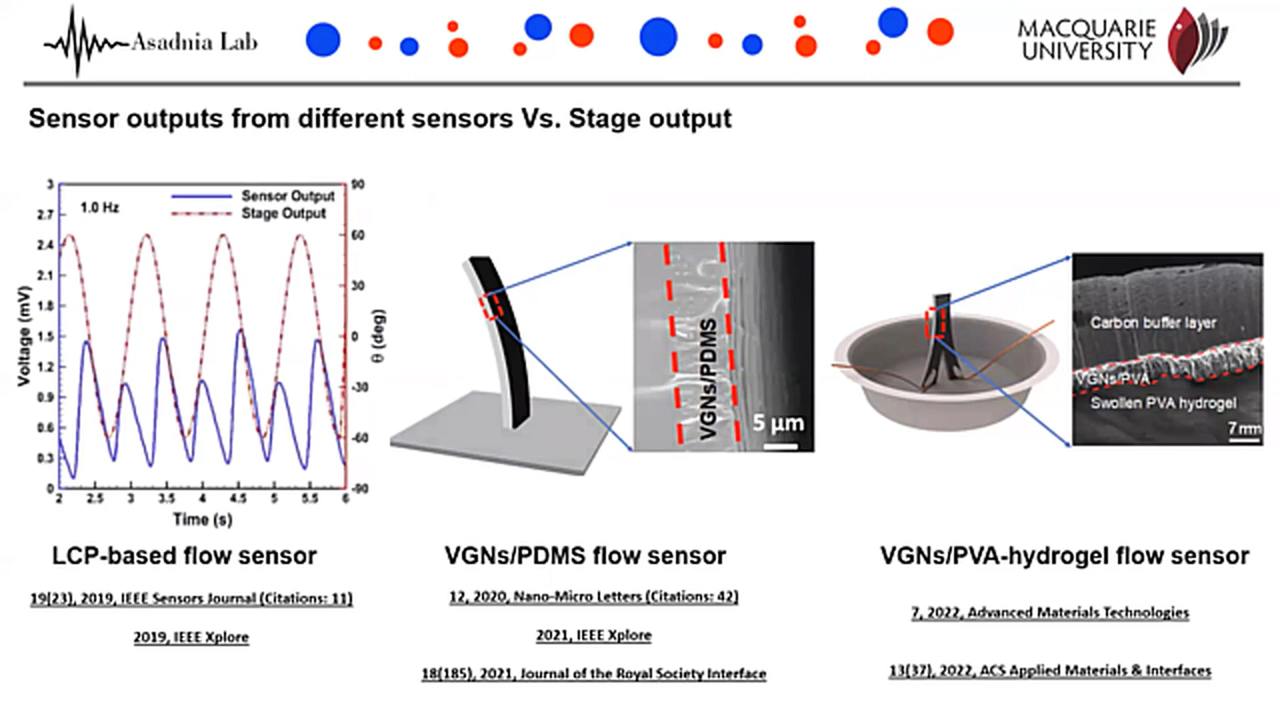 Asadnia Lab
MACQUARIE
UNIVERSITY
Sensor outputs from different sensors Vs. Stage output
1.0 Hz
Sensor Output
Stage Output
3
2.7
2.4
2.1
1.8
1.5
1.2
0.9
0.6
0.3
0
Voltage (mV)
90
60
30
0
-30
-60
-90
θ (deg)
2 2.5 3 3.5 4 4.5 5 5.5 6
Time (s)
VGNs/PDMS
5 μm
Carbon buffer layer
VGNs/PVA
Swollen PVA hydrogel
7mm
LCP-based flow sensor
19(23), 2019, IEEE Sensors Journal (Citations: 11)
2019, IEEE Xplore
VGNs/PDMS flow sensor
12, 2020, Nano-Micro Letters (Citations: 42)
2021, IEEE Xplore
18(185), 2021, Journal of the Royal Society Interface
VGNs/PVA-hydrogel flow sensor
7, 2022, Advanced Materials Technologies
13(37), 2022, ACS Applied Materials & Interfaces